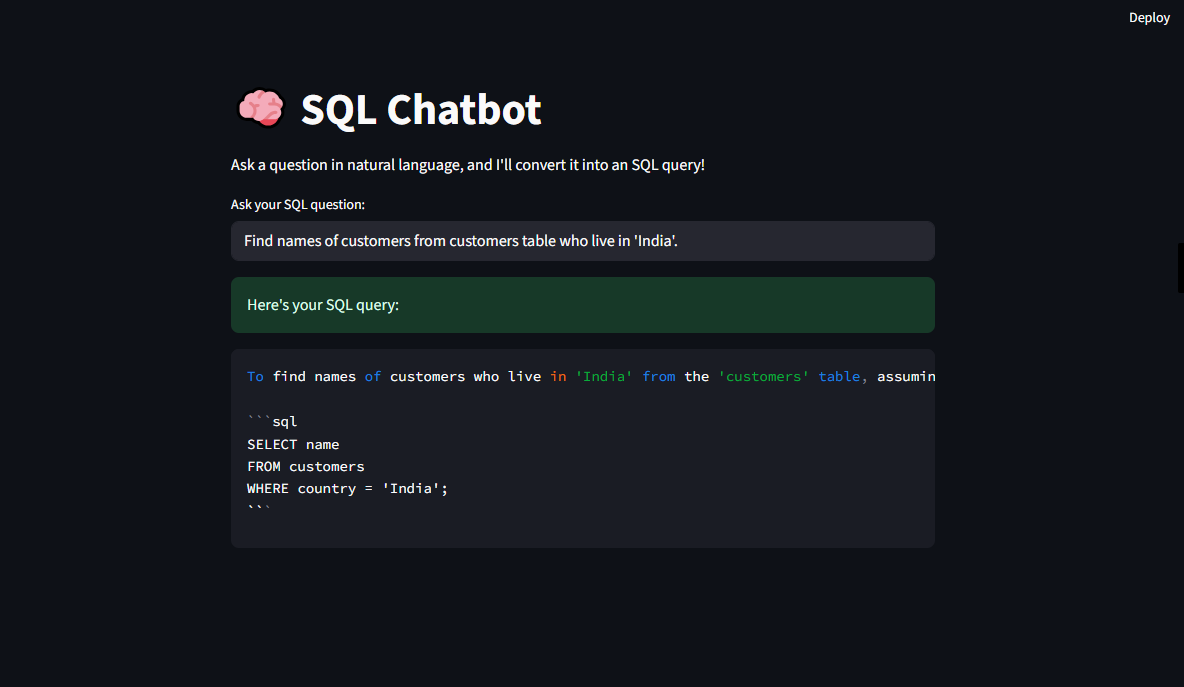 Deploy
🧠 SQL Chatbot
Ask a question in natural language, and I'll convert it into an SQL query!
Ask your SQL question:
Find names of customers from customers table who live in 'India'.
Here's your SQL query:
To find names of customers who live in 'India' from the 'customers' table, assumin
```sql
SELECT name
FROM customers
WHERE country = 'India';
```